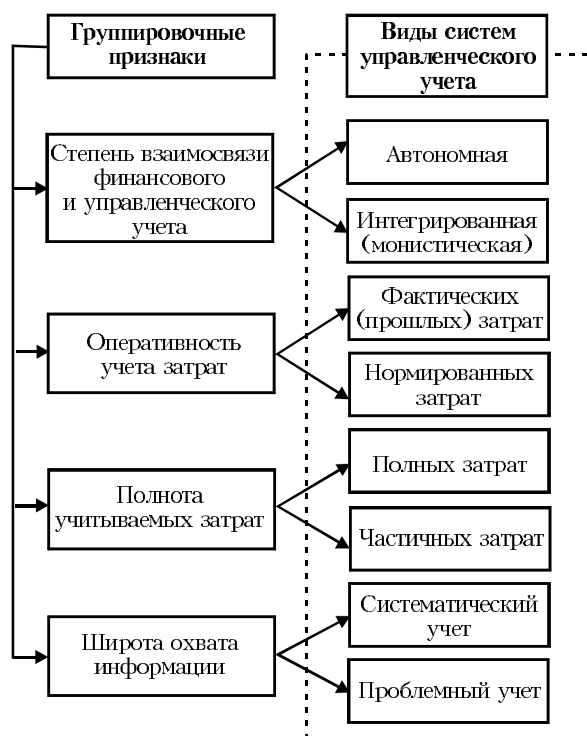 Группировочные
признаки
Виды систем
управленческого
учета
Степень взаимосвязи
финансового
и управленческого
учета
Автономная
Интегрированная
(монистическая)
Оперативность
учета затрат
Фактических
(прошлых) затрат
Нормированных
затрат
Полнота
учитываемых затрат
Полных затрат
Частичных затрат
Широта охвата
информации
Систематический
учет
Проблемный учет